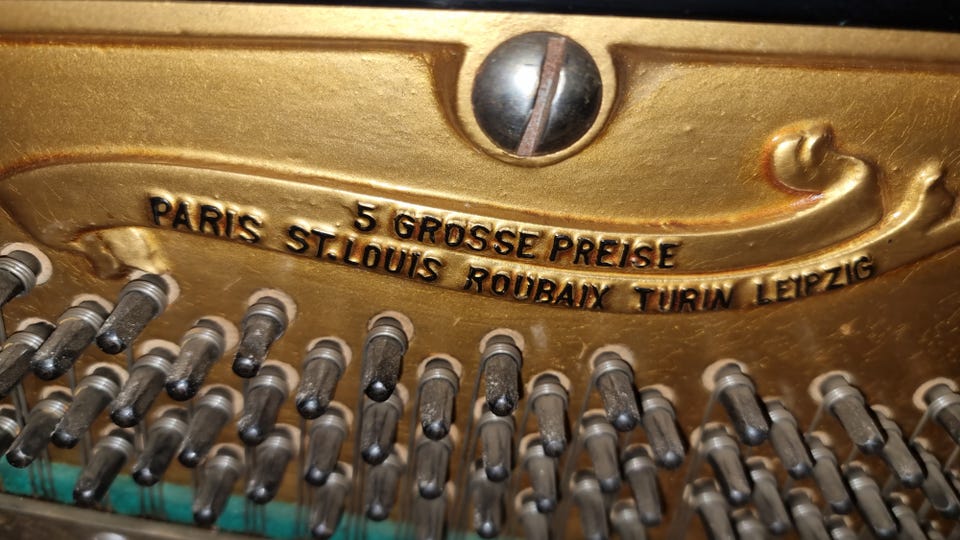 5 GROSSE PREISE
PARIS ST.LOUIS ROUBAIX TURIN LEIPZIG